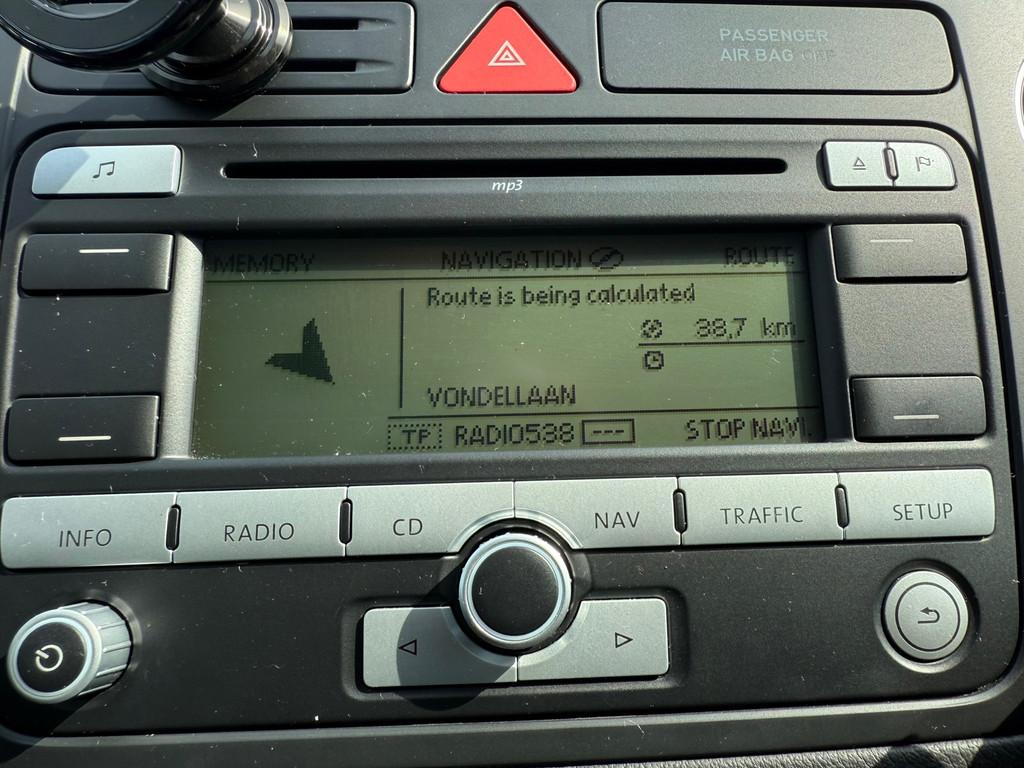 PASSENGER
AIR BAG OFF
mp3
MEMORY NAVIGATION ROUTE
Route is being calculated
38,7 km
VONDELLAAN
TP RADIO538 --- STOP NAVI
INFO RADIO CD NAV TRAFFIC SETUP